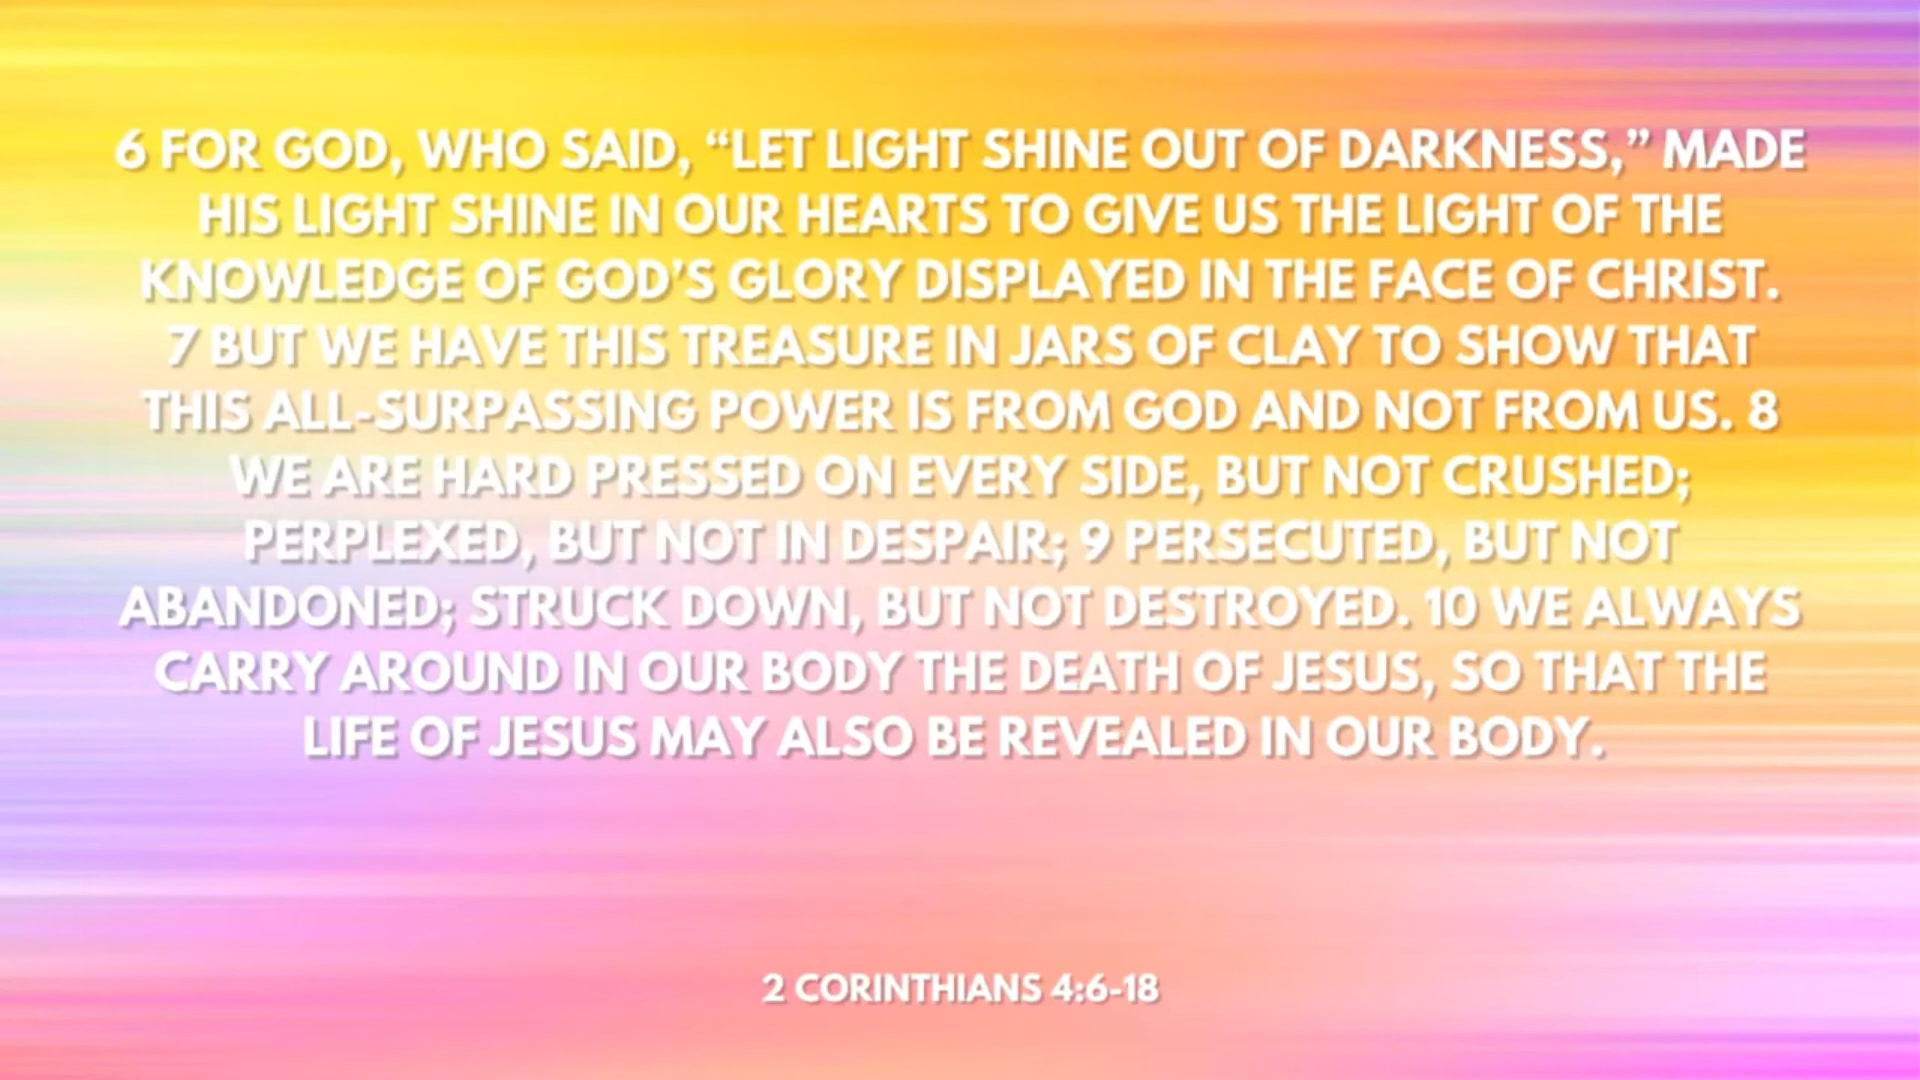 6 FOR GOD, WHO SAID, “LET LIGHT SHINE OUT OF DARKNESS,” MADE
HIS LIGHT SHINE IN OUR HEARTS TO GIVE US THE LIGHT OF THE
KNOWLEDGE OF GOD’S GLORY DISPLAYED IN THE FACE OF CHRIST.
7 BUT WE HAVE THIS TREASURE IN JARS OF CLAY TO SHOW THAT
THIS ALL-SURPASSING POWER IS FROM GOD AND NOT FROM US. 8
WE ARE HARD PRESSED ON EVERY SIDE, BUT NOT CRUSHED;
PERPLEXED, BUT NOT IN DESPAIR; 9 PERSECUTED, BUT NOT
ABANDONED; STRUCK DOWN, BUT NOT DESTROYED. 10 WE ALWAYS
CARRY AROUND IN OUR BODY THE DEATH OF JESUS, SO THAT THE
LIFE OF JESUS MAY ALSO BE REVEALED IN OUR BODY.
2 CORINTHIANS 4:6-18